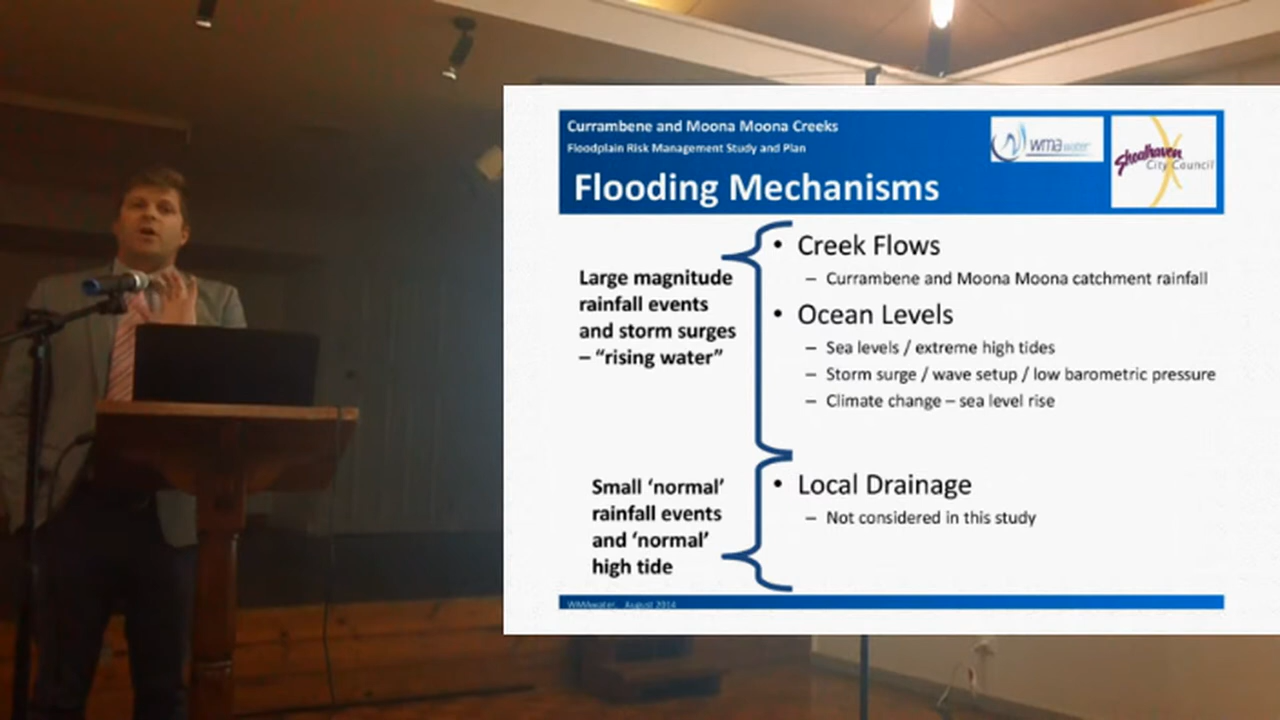 Currambene and Moona Moona Creeks
Floodplain Risk Management Study and Plan
Flooding Mechanisms
wma water
Shoalhaven
City Council
Large magnitude
rainfall events
and storm surges
– “rising water”
• Creek Flows
– Currambene and Moona Moona catchment rainfall
• Ocean Levels
– Sea levels / extreme high tides
– Storm surge / wave setup / low barometric pressure
– Climate change – sea level rise
Small ‘normal’
rainfall events
and ‘normal’
high tide
• Local Drainage
– Not considered in this study
WMAwater, August 2014